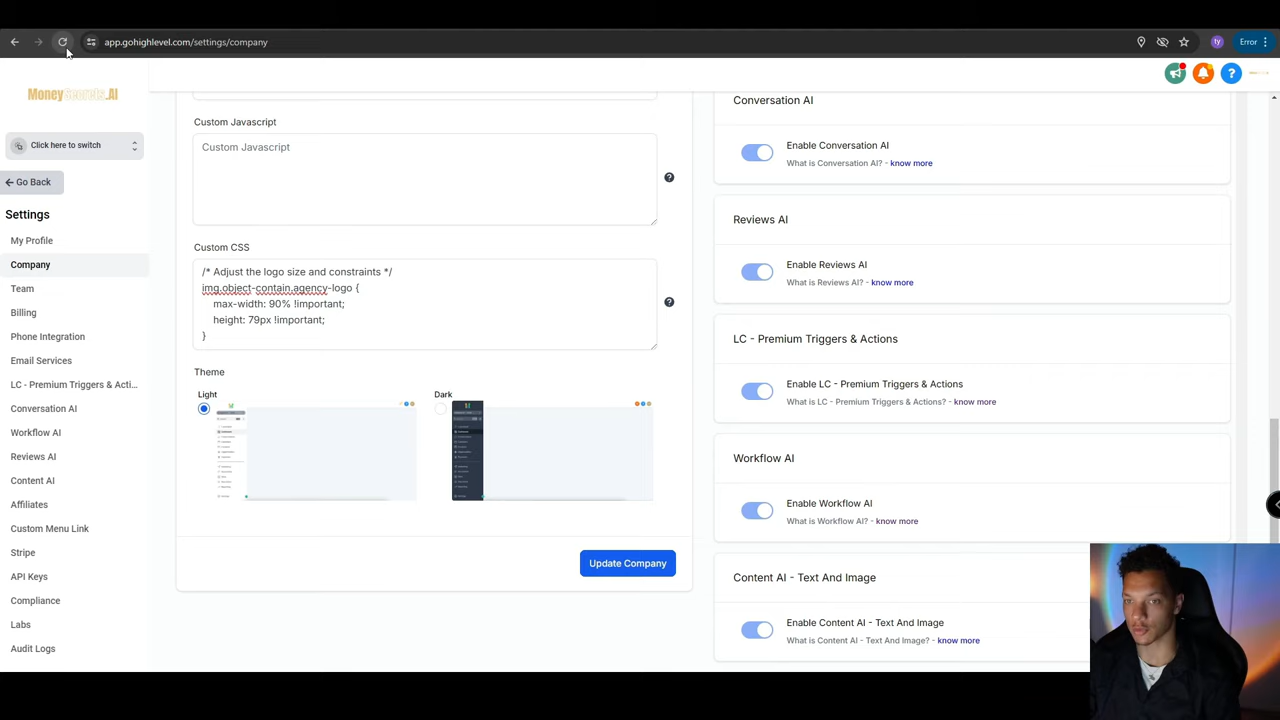 app.gohighlevel.com/settings/company
Error
MoneySecrets.AI
Click here to switch
Go Back
Settings
My Profile
Company
Team
Billing
Phone Integration
Email Services
LC - Premium Triggers & Acti...
Conversation AI
Workflow AI
Reviews AI
Content AI
Affiliates
Custom Menu Link
Stripe
API Keys
Compliance
Labs
Audit Logs
Custom Javascript
Custom Javascript
Custom CSS
/* Adjust the logo size and constraints */
img.object-contain.agency-logo {
max-width: 90% !important;
height: 79px !important;
}
Theme
Light
Dark
Update Company
Conversation AI
Enable Conversation AI
What is Conversation AI? - know more
Reviews AI
Enable Reviews AI
What is Reviews AI? - know more
LC - Premium Triggers & Actions
Enable LC - Premium Triggers & Actions
What is LC - Premium Triggers & Actions? - know more
Workflow AI
Enable Workflow AI
What is Workflow AI? - know more
Content AI - Text And Image
Enable Content AI - Text And Image
What is Content AI - Text And Image? - know more